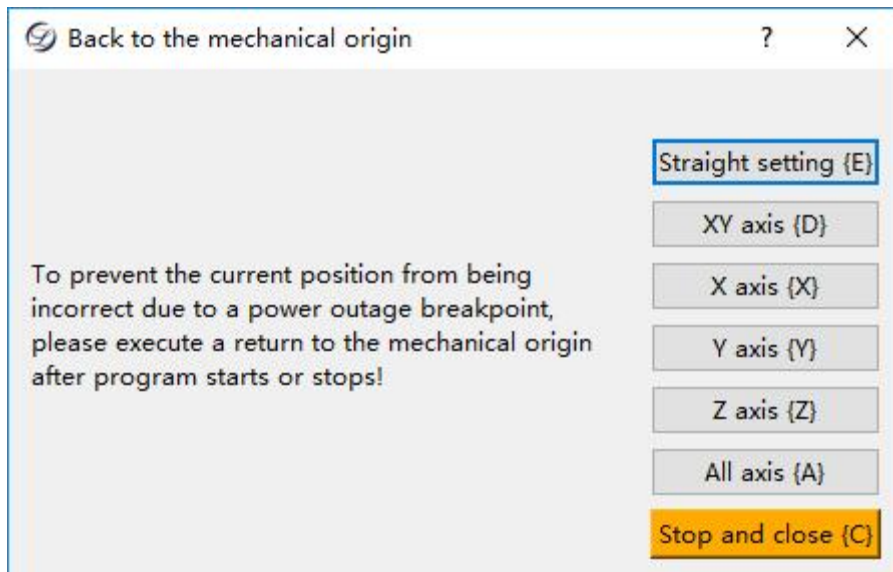 Back to the mechanical origin
?
Straight setting {E}
XY axis {D}
To prevent the current position from being
incorrect due to a power outage breakpoint,
please execute a return to the mechanical origin
after program starts or stops!
X axis {X}
Y axis {Y}
Z axis {Z}
All axis {A}
Stop and close {C}